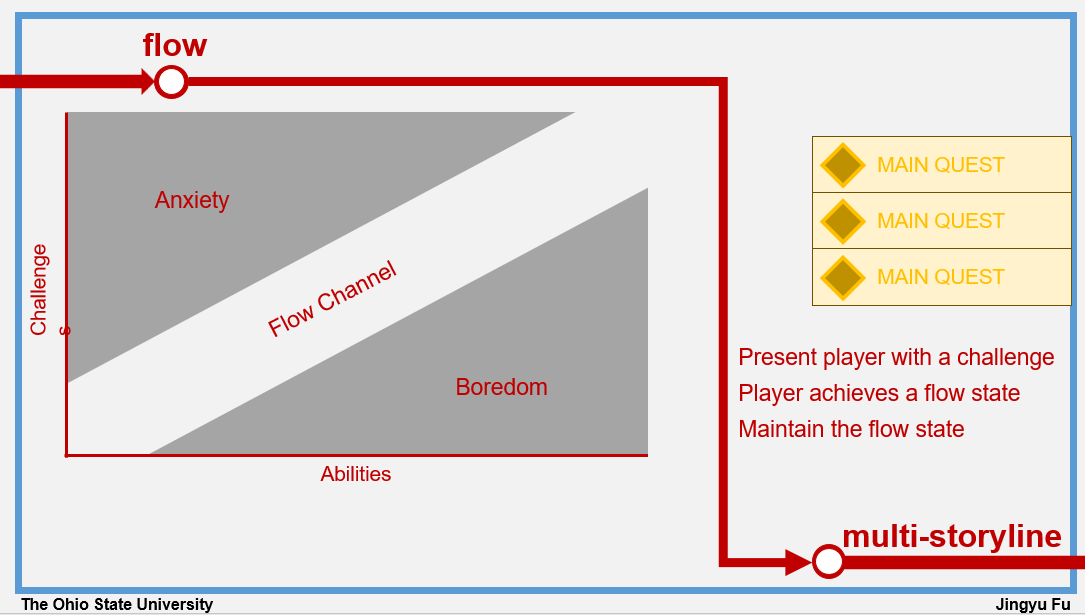 flow
Anxiety
Challenge
s
Flow Channel
Boredom
Abilities
MAIN QUEST
MAIN QUEST
MAIN QUEST
Present player with a challenge
Player achieves a flow state
Maintain the flow state
multi-storyline
The Ohio State University
Jingyu Fu